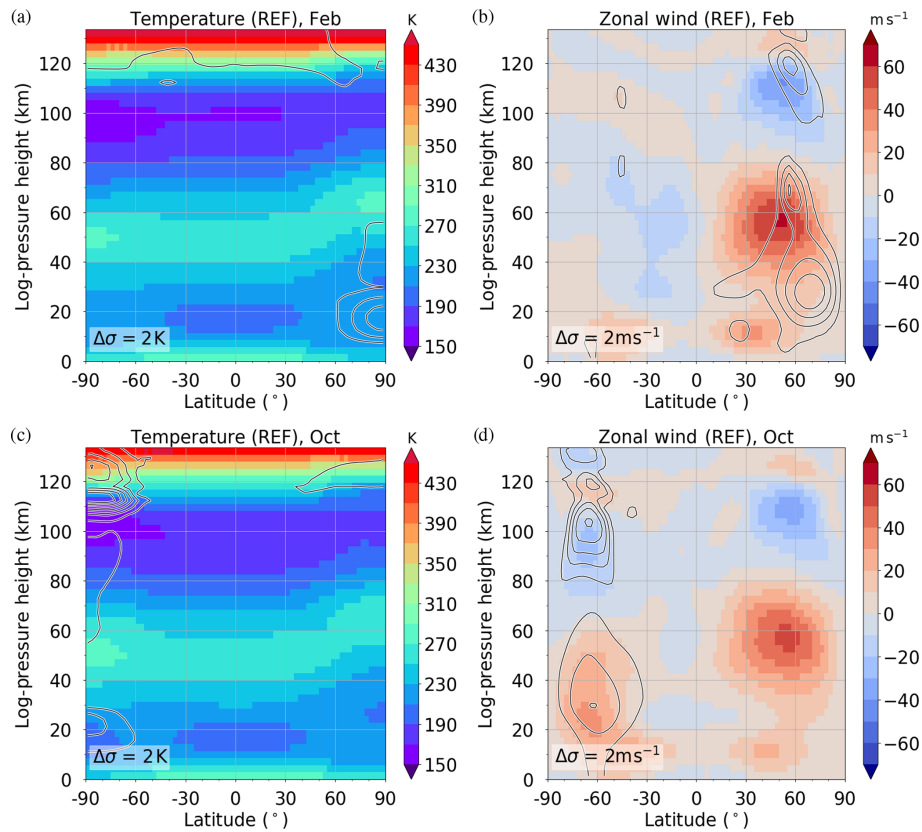 (a) Temperature (REF), Feb K
Log-pressure height (km)
120
100
80
60
40
20
0
-90 -60 -30 0 30 60 90
Latitude (°)
Δσ = 2K
430
390
350
310
270
230
190
150
(b) Zonal wind (REF), Feb m s⁻¹
Log-pressure height (km)
120
100
80
60
40
20
0
-90 -60 -30 0 30 60 90
Latitude (°)
Δσ = 2ms⁻¹
60
40
20
0
−20
−40
−60
(c) Temperature (REF), Oct K
Log-pressure height (km)
120
100
80
60
40
20
0
-90 -60 -30 0 30 60 90
Latitude (°)
Δσ = 2K
430
390
350
310
270
230
190
150
(d) Zonal wind (REF), Oct m s⁻¹
Log-pressure height (km)
120
100
80
60
40
20
0
-90 -60 -30 0 30 60 90
Latitude (°)
Δσ = 2ms⁻¹
60
40
20
0
−20
−40
−60